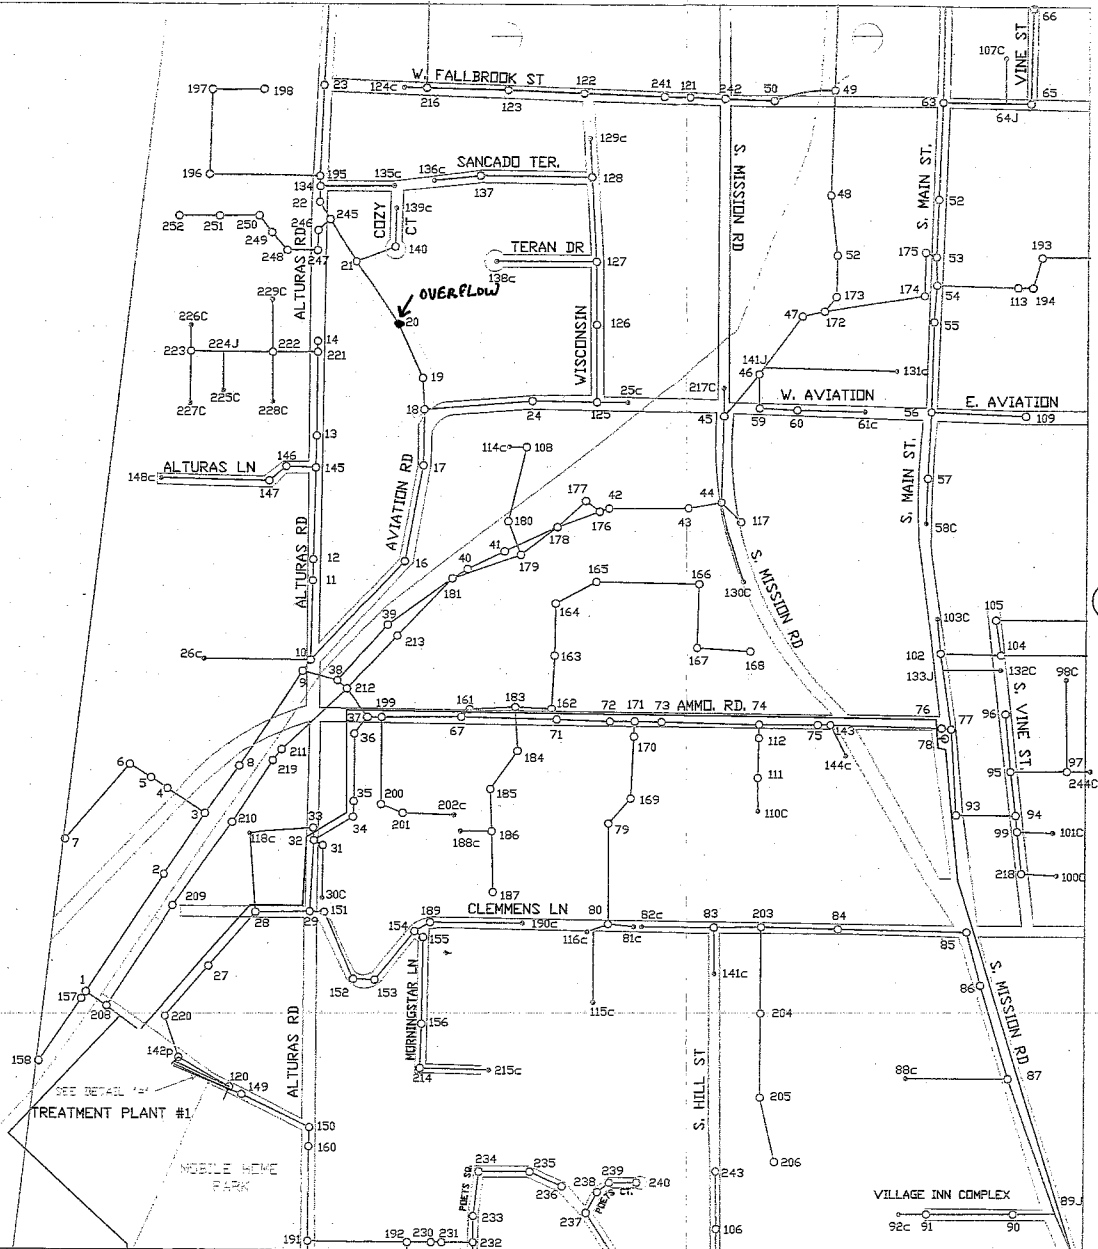 66
107C
VINE ST
W. FALLBROOK ST
122
23
197
198
124c
216
123
241
121
242
50
49
63
65
64J
129c
S. MISSION RD
S. MAIN ST.
SANCADO TER.
136c
135c
137
128
195
134
196
22
139c
48
52
252
251
250
245
246
249
COZY CT
140
TERAN DR
127
138c
175
193
53
248
247
21
ALTURAS RD
OVERFLOW
229C
173
174
54
113
194
20
226C
WISCONSIN
126
47
172
55
14
223
224J
222
221
141J
46
131c
19
217C
227C
225C
228C
18
24
125
25c
45
W. AVIATION
59
60
61c
56
E. AVIATION
109
13
S. MAIN ST.
146
ALTURAS LN
145
148c
147
114c
108
17
AVIATION RD
57
177
42
44
176
43
117
58C
180
178
41
12
16
40
179
ALTURAS RD
11
181
165
166
S. MISSION RD
130C
164
39
213
103C
105
26c
10
163
167
168
102
104
133J
132C
98C
9
38
212
S. VINE ST.
199
161
183
162
AMMO. RD.
74
72
171
73
76
77
96
37
67
71
75
143
78
36
170
112
211
184
144c
6
5
4
8
219
111
95
97
244C
185
35
169
110C
3
200
201
202c
210
33
34
79
93
94
7
118c
32
31
188c
186
99
101C
2
218
100C
187
30C
209
28
29
151
189
CLEMMENS LN
80
82c
83
203
84
154
190c
155
116c
81c
85
27
152
153
141c
86
1
157
MORNINGSTAR LN
S. MISSION RD
208
220
115c
204
ALTURAS RD
156
158
142p
S. HILL ST
214
215c
88c
87
120
149
SEE DETAIL "A"
TREATMENT PLANT #1
205
150
160
MOBILE HOME
PARK
206
234
235
239
POETS SQ.
236
238
240
POETS CT.
243
VILLAGE INN COMPLEX
89J
233
237
92c
91
90
106
191
192
230
231
232